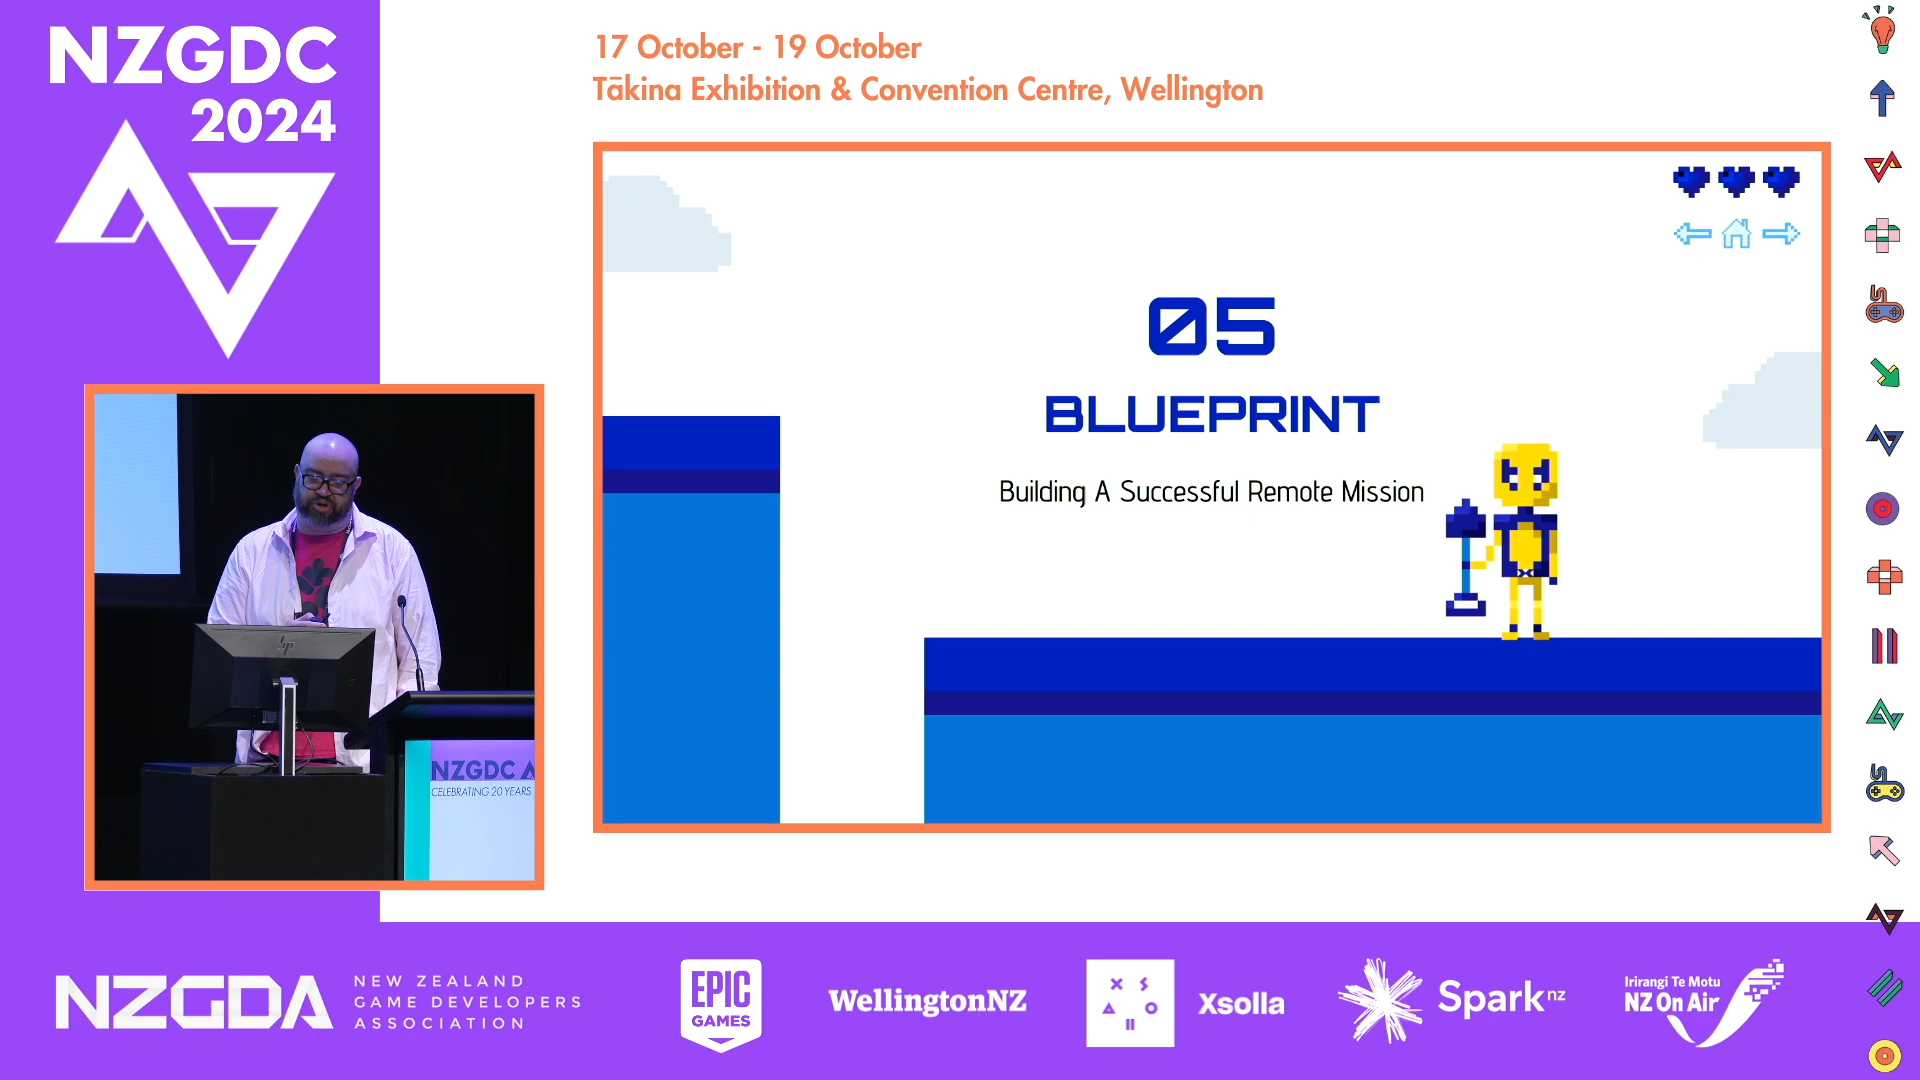 NZGDC
2024
17 October - 19 October
Tākina Exhibition & Convention Centre, Wellington
05
BLUEPRINT
Building A Successful Remote Mission
hp
NZGDC
CELEBRATING 20 YEARS
NZGDA
NEW ZEALAND
GAME DEVELOPERS
ASSOCIATION
EPIC
GAMES
WellingtonNZ
XS
Xsolla
Spark nz
Irirangi Te Motu
NZ On Air